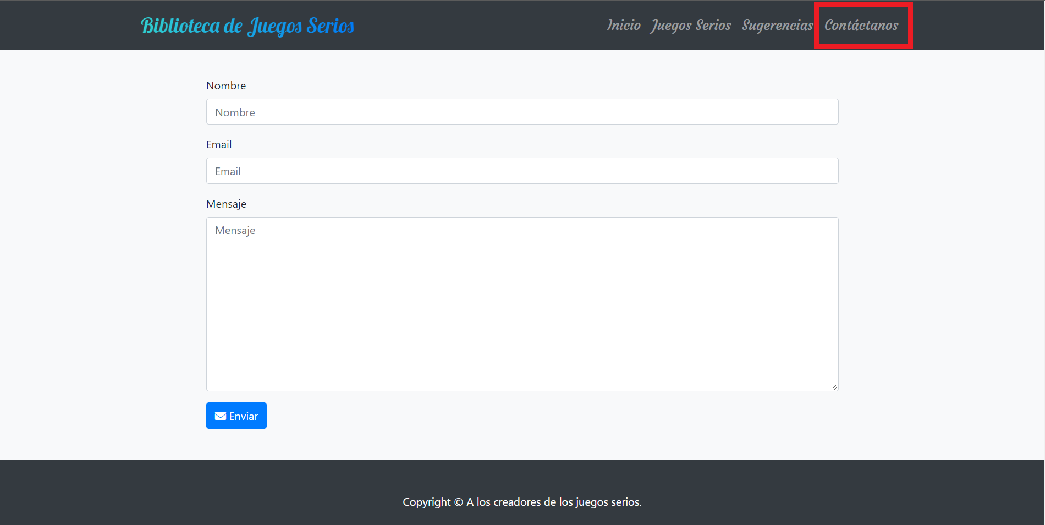 Biblioteca de Juegos Serios
Inicio Juegos Serios Sugerencias Contáctanos
Nombre
Nombre
Email
Email
Mensaje
Mensaje
Enviar
Copyright © A los creadores de los juegos serios.